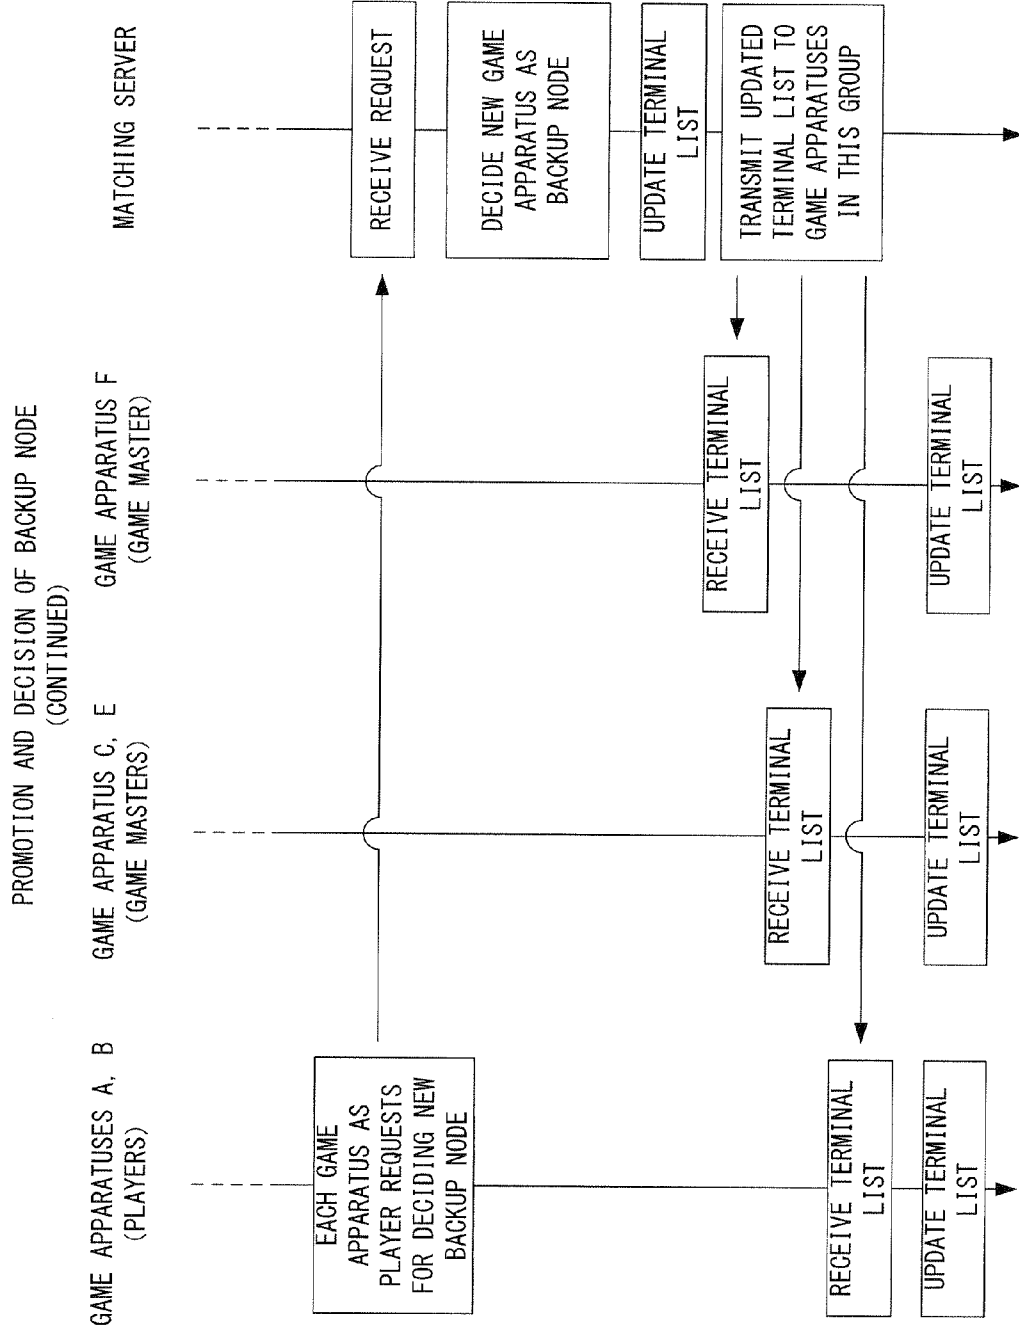 PROMOTION AND DECISION OF BACKUP NODE
(CONTINUED)
GAME APPARATUSES A, B
(PLAYERS)
GAME APPARATUS C, E
(GAME MASTERS)
GAME APPARATUS F
(GAME MASTER)
MATCHING SERVER
EACH GAME
APPARATUS AS
PLAYER REQUESTS
FOR DECIDING NEW
BACKUP NODE
RECEIVE REQUEST
DECIDE NEW GAME
APPARATUS AS
BACKUP NODE
UPDATE TERMINAL
LIST
TRANSMIT UPDATED
TERMINAL LIST TO
GAME APPARATUSES
IN THIS GROUP
RECEIVE TERMINAL
LIST
RECEIVE TERMINAL
LIST
RECEIVE TERMINAL
LIST
UPDATE TERMINAL
LIST
UPDATE TERMINAL
LIST
UPDATE TERMINAL
LIST